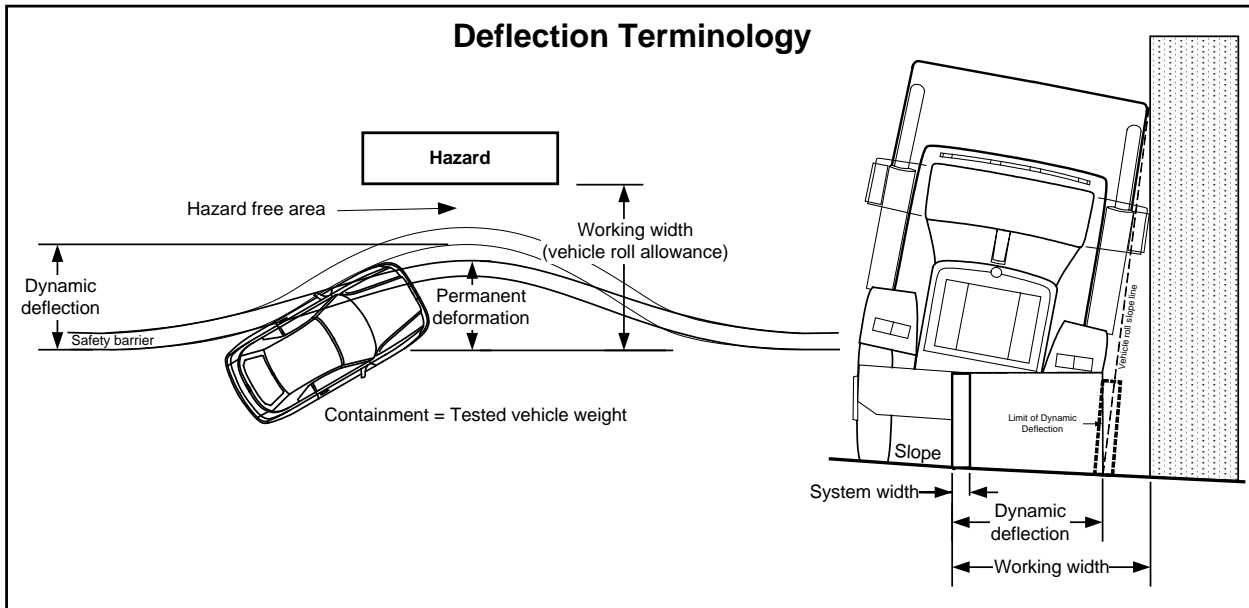 Deflection Terminology
Hazard
Hazard free area
Working width
(vehicle roll allowance)
Dynamic
deflection
Permanent
deformation
Safety barrier
Containment = Tested vehicle weight
Vehicle roll slope line
Limit of Dynamic
Deflection
Slope
System width
Dynamic
deflection
Working width